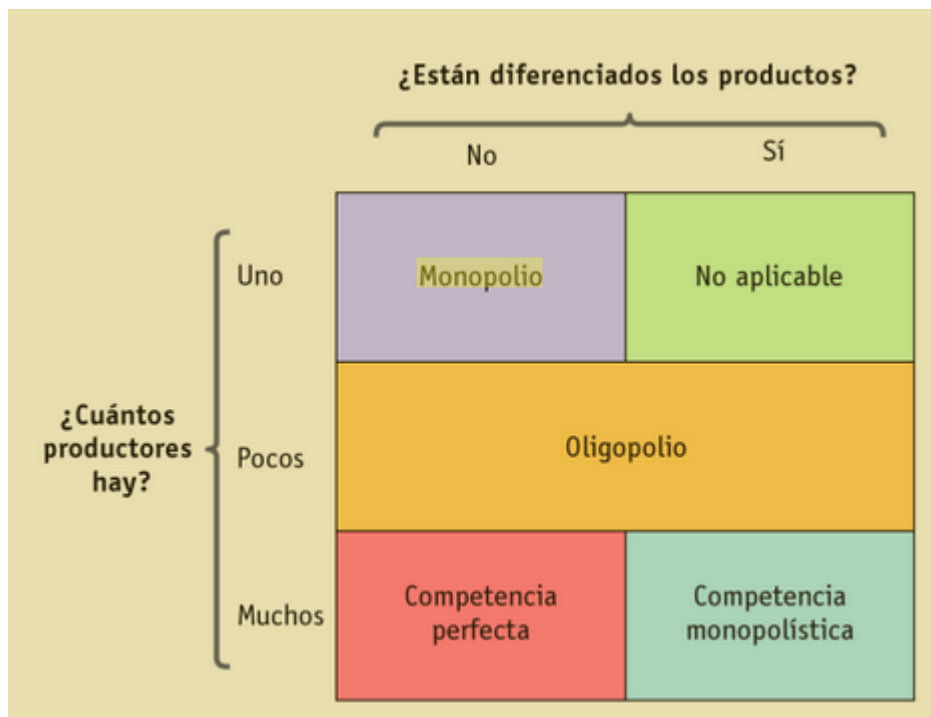 ¿Están diferenciados los productos?
No
Sí
Uno
Monopolio
No aplicable
¿Cuántos
productores
hay?
Pocos
Oligopolio
Muchos
Competencia
perfecta
Competencia
monopolística